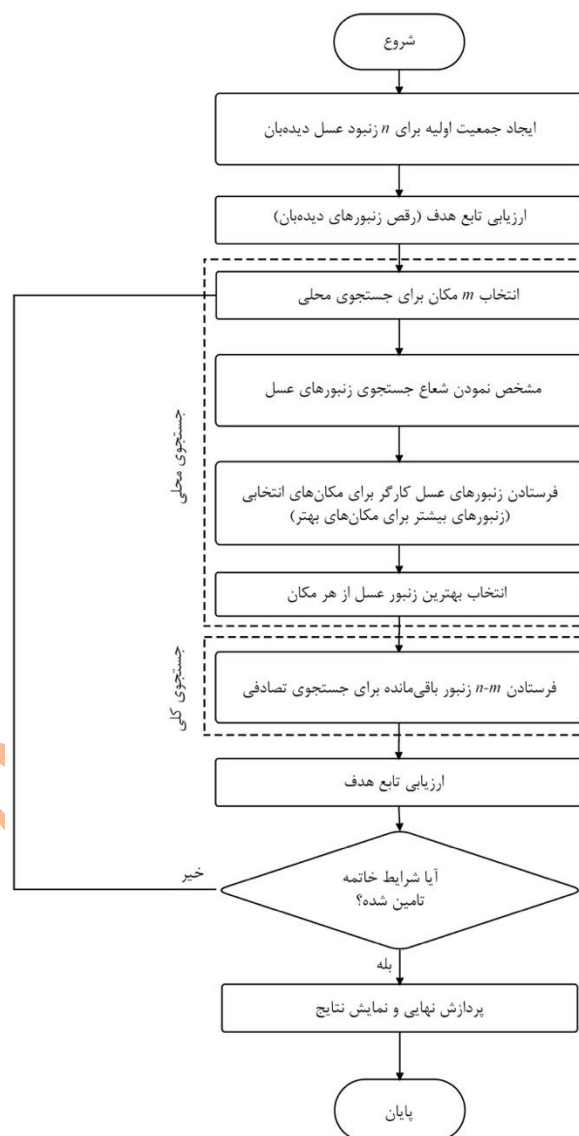 شروع
ایجاد جمعیت اولیه برای n زنبود عسل دیده‌بان
ارزیابی تابع هدف (رقص زنبورهای دیده‌بان)
انتخاب m مکان برای جستجوی محلی
مشخص نمودن شعاع جستجوی زنبورهای عسل
جستجوی محلی
فرستادن زنبورهای عسل کارگر برای مکان‌های انتخابی
(زنبورهای بیشتر برای مکان‌های بهتر)
انتخاب بهترین زنبور عسل از هر مکان
جستجوی کلی
فرستادن n-m زنبور باقی‌مانده برای جستجوی تصادفی
ارزیابی تابع هدف
آیا شرایط خاتمه
تامین شده؟
خیر
بله
پردازش نهایی و نمایش نتایج
پایان